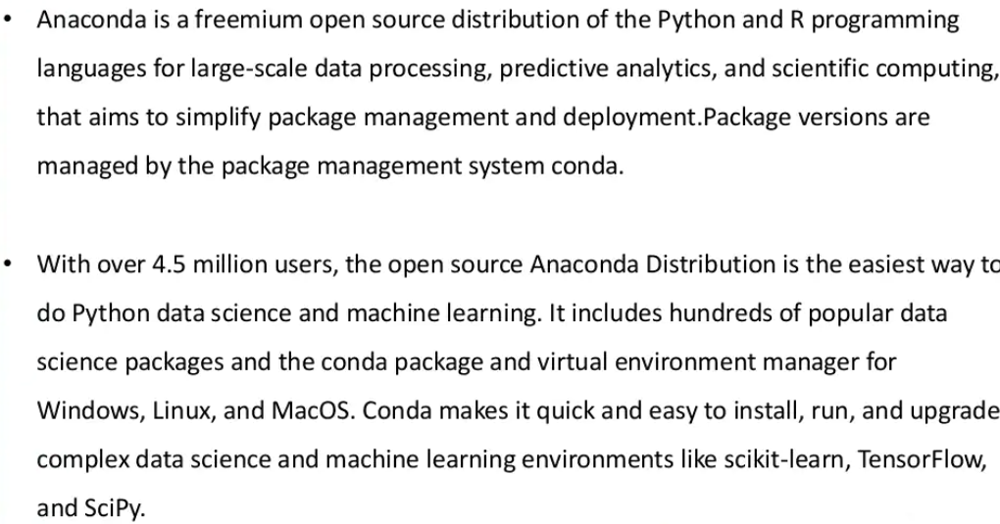 • Anaconda is a freemium open source distribution of the Python and R programming
languages for large-scale data processing, predictive analytics, and scientific computing,
that aims to simplify package management and deployment.Package versions are
managed by the package management system conda.
• With over 4.5 million users, the open source Anaconda Distribution is the easiest way to
do Python data science and machine learning. It includes hundreds of popular data
science packages and the conda package and virtual environment manager for
Windows, Linux, and MacOS. Conda makes it quick and easy to install, run, and upgrade
complex data science and machine learning environments like scikit-learn, TensorFlow,
and SciPy.